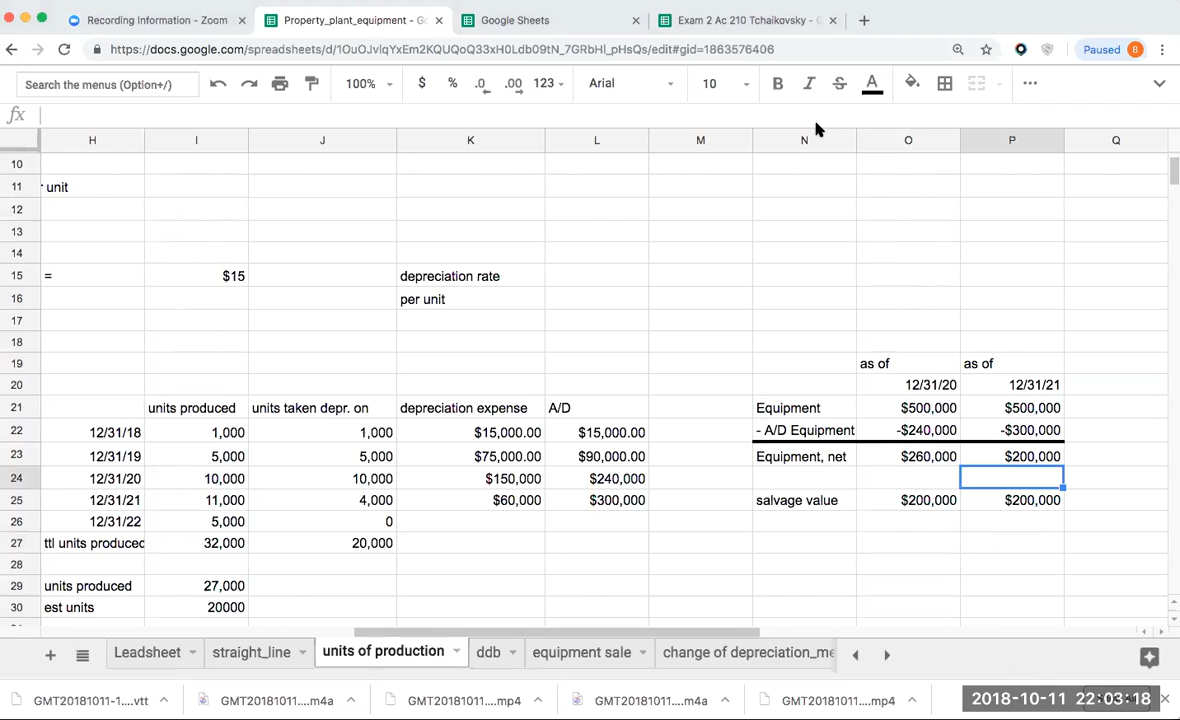 Recording Information - Zoom
Property_plant_equipment - Go
Google Sheets
Exam 2 Ac 210 Tchaikovsky - G
https://docs.google.com/spreadsheets/d/1OuOJvlqYxEm2KQUQoQ33xH0Ldb09tN_7GRbHl_pHsQs/edit#gid=1863576406
Paused B
Search the menus (Option+/)
100% $ % .0 .00 123 Arial 10 B I S A
fx
H I J K L M N O P Q
10
11 r unit
12
13
14
15 = $15 depreciation rate
16 per unit
17
18
19 as of as of
20 12/31/20 12/31/21
21 units produced units taken depr. on depreciation expense A/D Equipment $500,000 $500,000
22 12/31/18 1,000 1,000 $15,000.00 $15,000.00 - A/D Equipment -$240,000 -$300,000
23 12/31/19 5,000 5,000 $75,000.00 $90,000.00 Equipment, net $260,000 $200,000
24 12/31/20 10,000 10,000 $150,000 $240,000
25 12/31/21 11,000 4,000 $60,000 $300,000 salvage value $200,000 $200,000
26 12/31/22 5,000 0
27 ttl units produced 32,000 20,000
28
29 units produced 27,000
30 est units 20000
Leadsheet straight_line units of production ddb equipment sale change of depreciation_me
GMT20181011-1....vtt GMT20181011....m4a GMT20181011....mp4 GMT20181011....m4a GMT20181011....mp4
2018-10-11 22:03:18